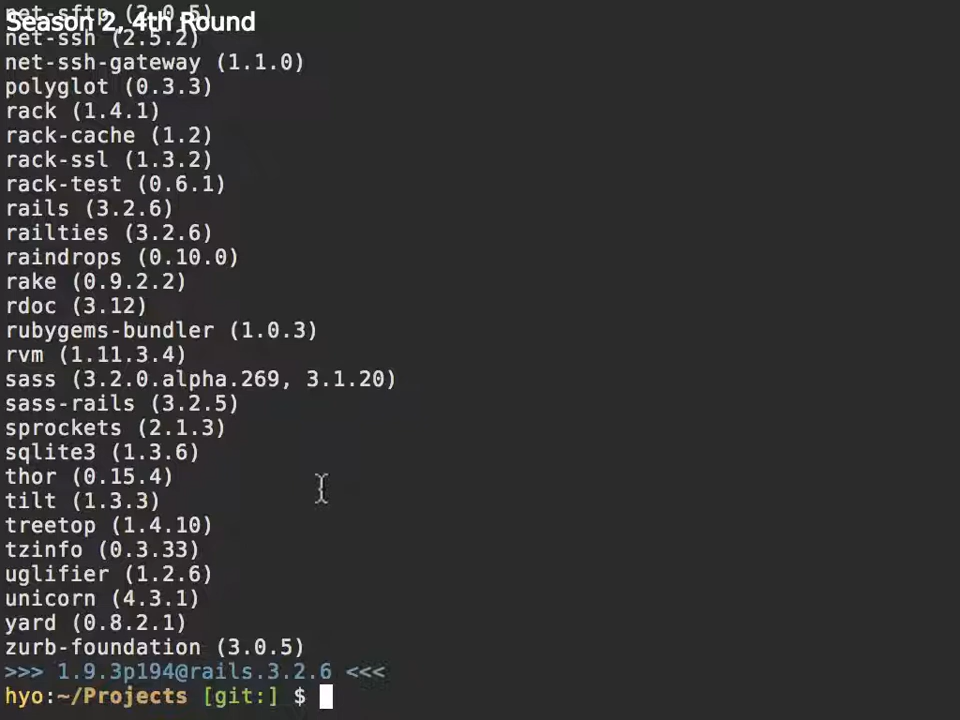 net-sftp (2.0.5)
Season 2, 4th Round
net-ssh (2.5.2)
net-ssh-gateway (1.1.0)
polyglot (0.3.3)
rack (1.4.1)
rack-cache (1.2)
rack-ssl (1.3.2)
rack-test (0.6.1)
rails (3.2.6)
railties (3.2.6)
raindrops (0.10.0)
rake (0.9.2.2)
rdoc (3.12)
rubygems-bundler (1.0.3)
rvm (1.11.3.4)
sass (3.2.0.alpha.269, 3.1.20)
sass-rails (3.2.5)
sprockets (2.1.3)
sqlite3 (1.3.6)
thor (0.15.4)
tilt (1.3.3)
treetop (1.4.10)
tzinfo (0.3.33)
uglifier (1.2.6)
unicorn (4.3.1)
yard (0.8.2.1)
zurb-foundation (3.0.5)
>>> 1.9.3p194@rails.3.2.6 <<<
hyo:~/Projects [git:] $